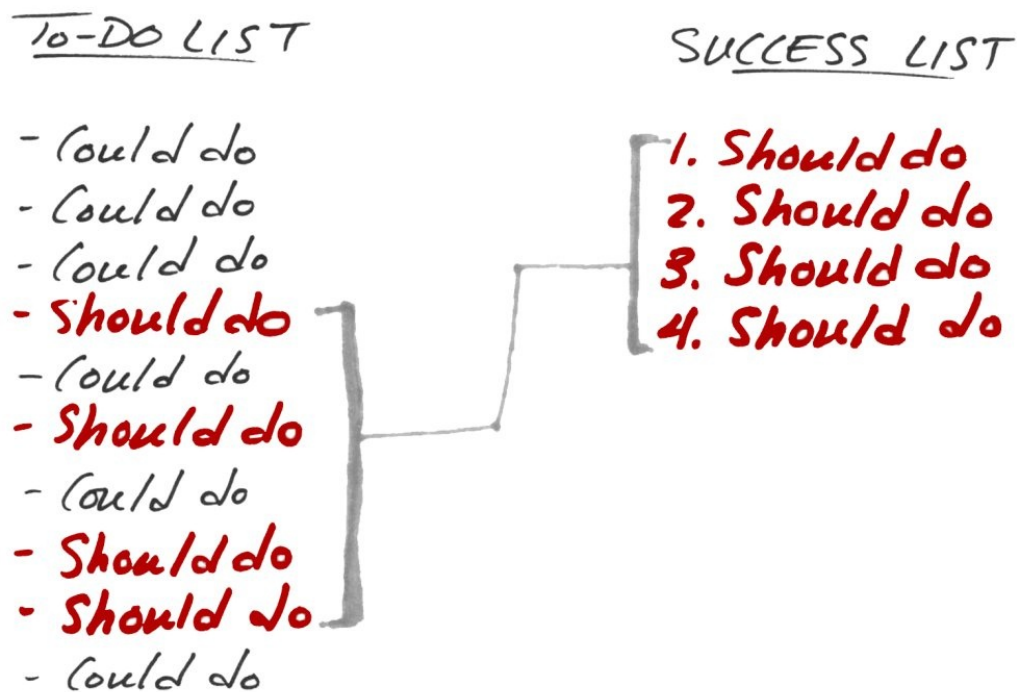 To-DO LIST
- Could do
- Could do
- Could do
- Should do
- Could do
- Should do
- Could do
- Should do
- Should do
- Could do
SUCCESS LIST
1. Should do
2. Should do
3. Should do
4. Should do